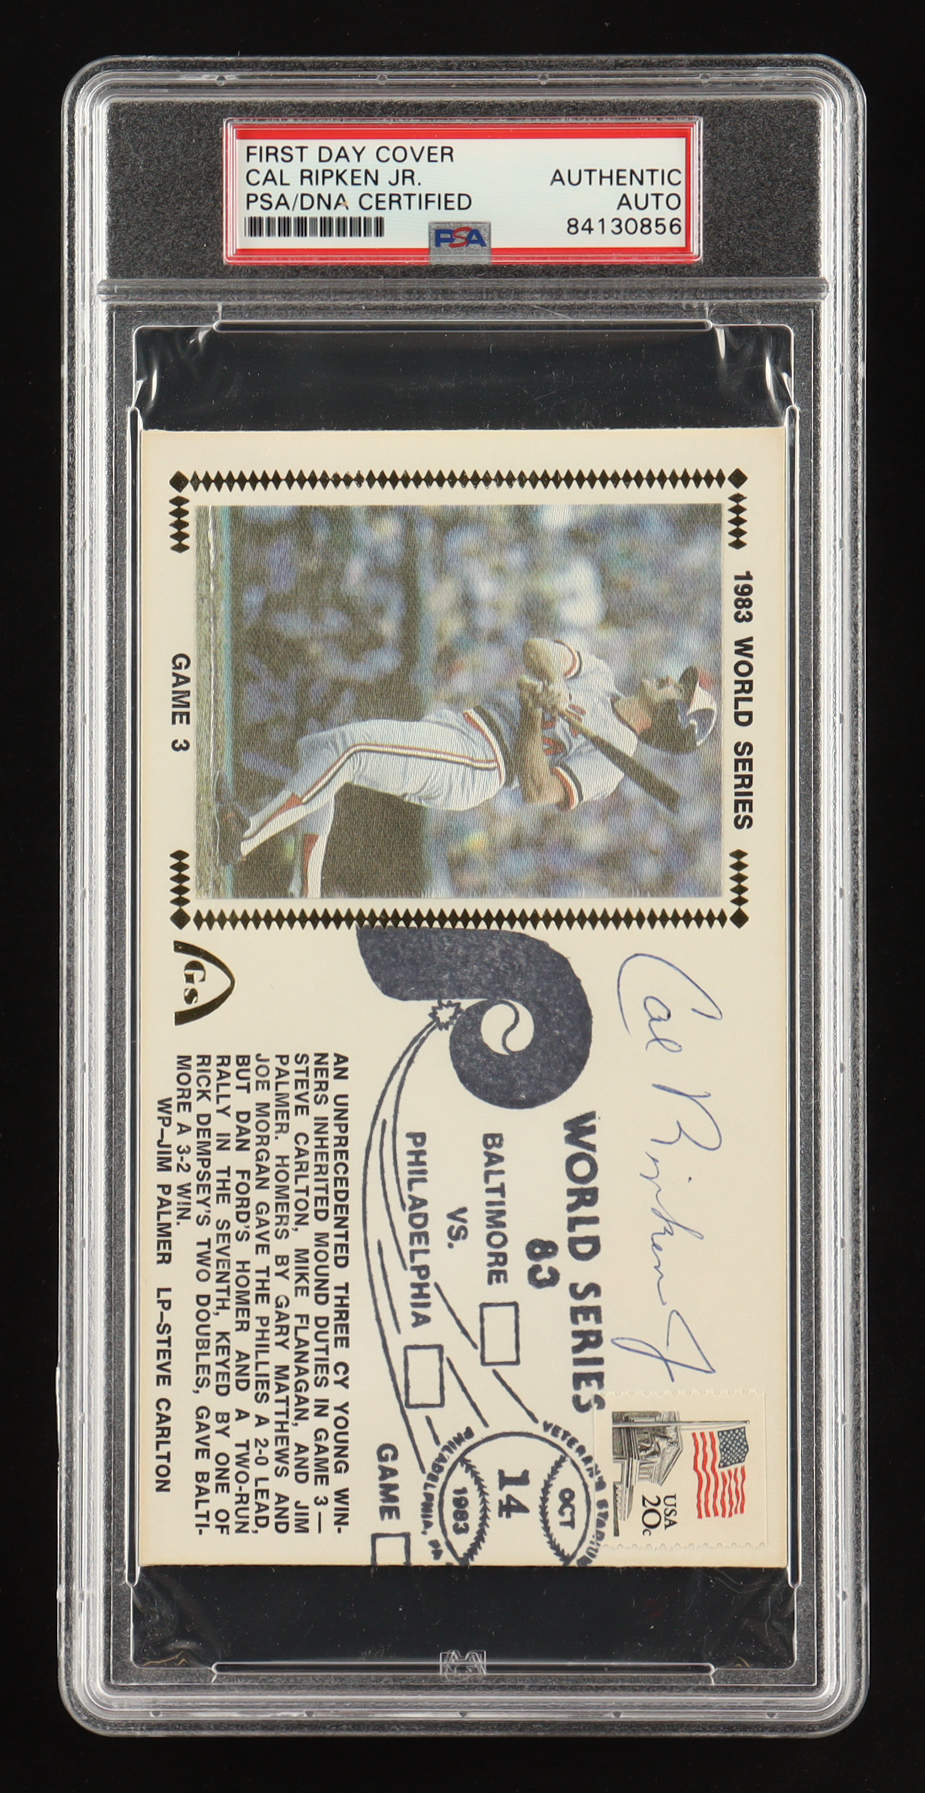 FIRST DAY COVER
CAL RIPKEN JR.
PSA/DNA CERTIFIED
AUTHENTIC
AUTO
84130856
PSA
1983 WORLD SERIES
GAME 3
Cal Ripken Jr
USA
20c
WORLD SERIES
83
BALTIMORE
VS.
PHILADELPHIA
GAME
VETERAN'S STADIU
OCT
14
1983
PHILADELPHIA, PA
Gs
AN UNPRECEDENTED THREE CY YOUNG WIN-
NERS INHERITED MOUND DUTIES IN GAME 3—
STEVE CARLTON, MIKE FLANAGAN, AND JIM
PALMER. HOMERS BY GARY MATTHEWS AND
JOE MORGAN GAVE THE PHILLIES A 2-0 LEAD,
BUT DAN FORD'S HOMER AND A TWO-RUN
RALLY IN THE SEVENTH, KEYED BY ONE OF
RICK DEMPSEY'S TWO DOUBLES, GAVE BALTI-
MORE A 3-2 WIN.
WP–JIM PALMER LP–STEVE CARLTON